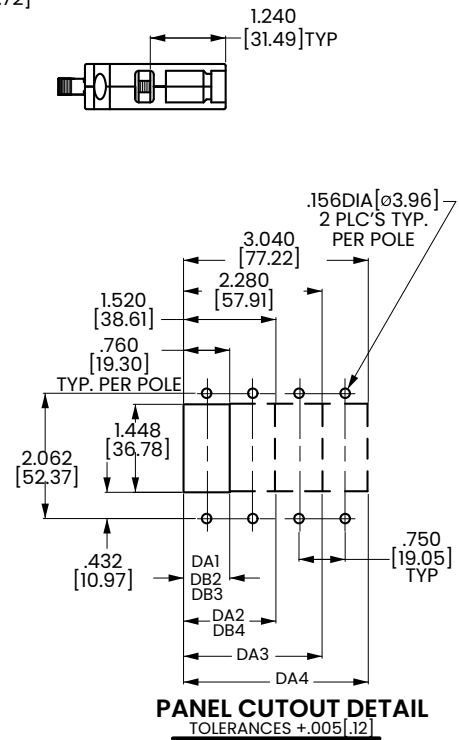 1.240
[31.49]TYP
.156DIA[Ø3.96]
2 PLC'S TYP.
PER POLE
3.040
[77.22]
2.280
[57.91]
1.520
[38.61]
.760
[19.30]
TYP. PER POLE
1.448
[36.78]
2.062
[52.37]
.432
[10.97]
DA1
DB2
DB3
.750
[19.05]
TYP
DA2
DB4
DA3
DA4
PANEL CUTOUT DETAIL
TOLERANCES +.005[.12]